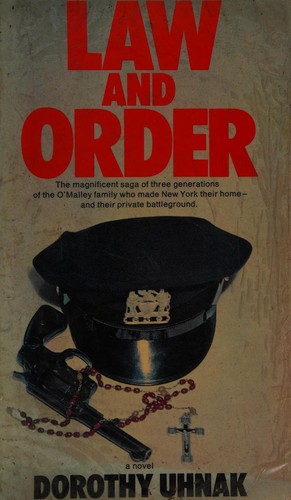 LAW
AND
ORDER
The magnificent saga of three generations
of the O'Malley family who made New York their home–
and their private battleground.
a novel
DOROTHY UHNAK